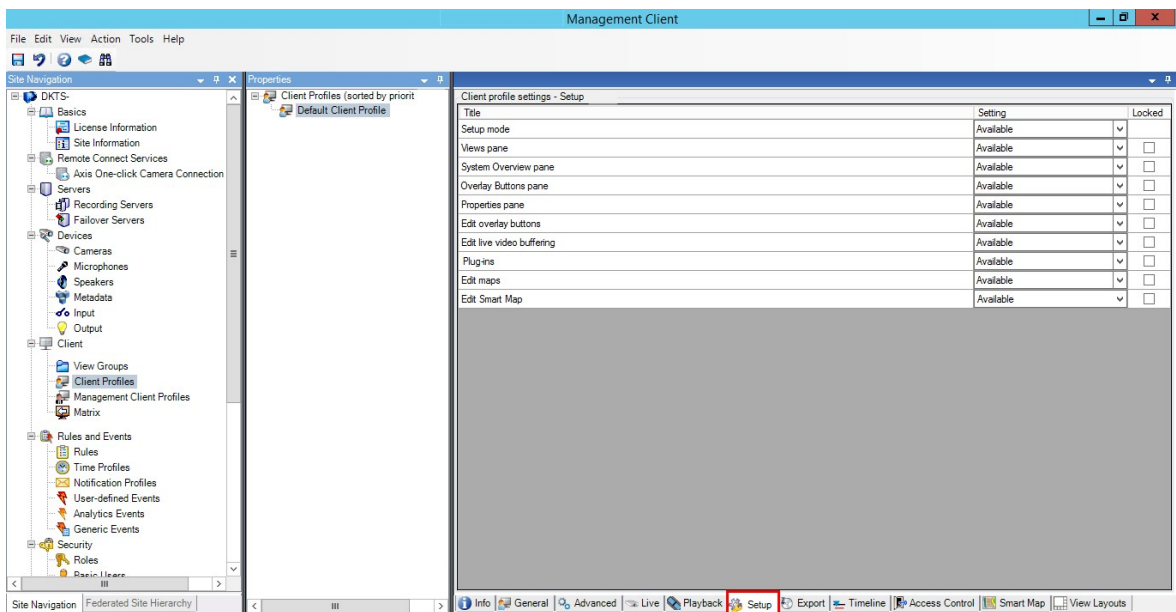 Management Client
File Edit View Action Tools Help
Site Navigation
DKTS-
Basics
License Information
Site Information
Remote Connect Services
Axis One-click Camera Connection
Servers
Recording Servers
Failover Servers
Devices
Cameras
Microphones
Speakers
Metadata
Input
Output
Client
View Groups
Client Profiles
Management Client Profiles
Matrix
Rules and Events
Rules
Time Profiles
Notification Profiles
User-defined Events
Analytics Events
Generic Events
Security
Roles
Basic Users
Site Navigation Federated Site Hierarchy
Properties
Client Profiles (sorted by priorit
Default Client Profile
Client profile settings - Setup
Title Setting Locked
Setup mode Available
Views pane Available
System Overview pane Available
Overlay Buttons pane Available
Properties pane Available
Edit overlay buttons Available
Edit live video buffering Available
Plug-ins Available
Edit maps Available
Edit Smart Map Available
Info General Advanced Live Playback Setup Export Timeline Access Control Smart Map View Layouts